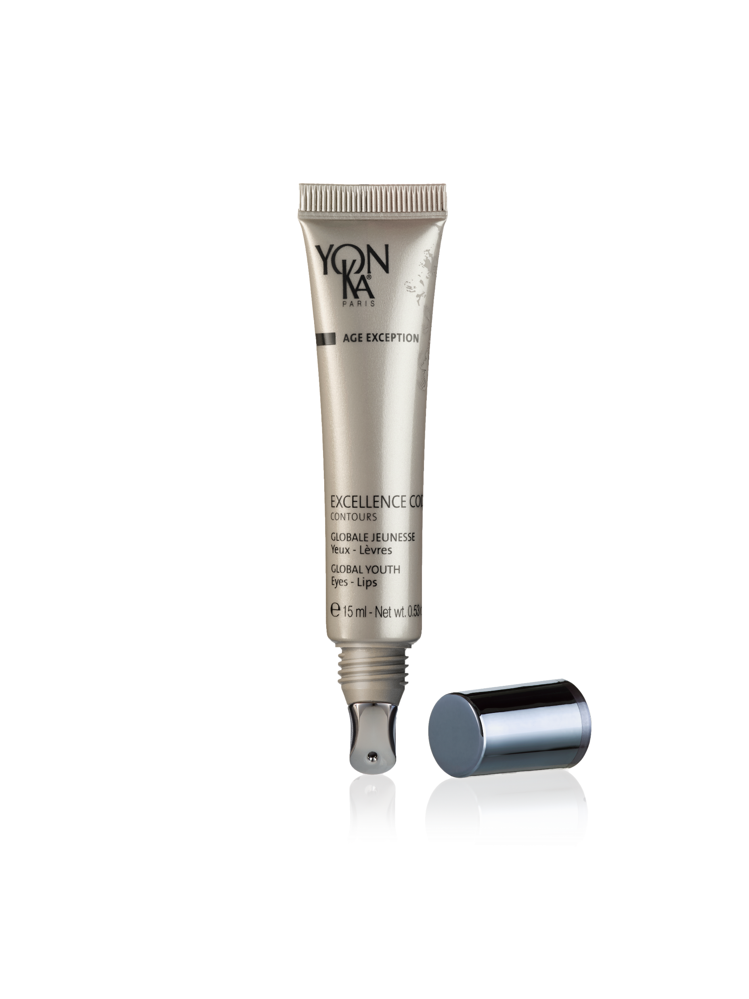 YON
KA®
PARIS
AGE EXCEPTION
EXCELLENCE
CONTOURS
GLOBALE JEUNESSE
Yeux - Lèvres
GLOBAL YOUTH
Eyes - Lips
e 15 ml - Net wt. 0.53